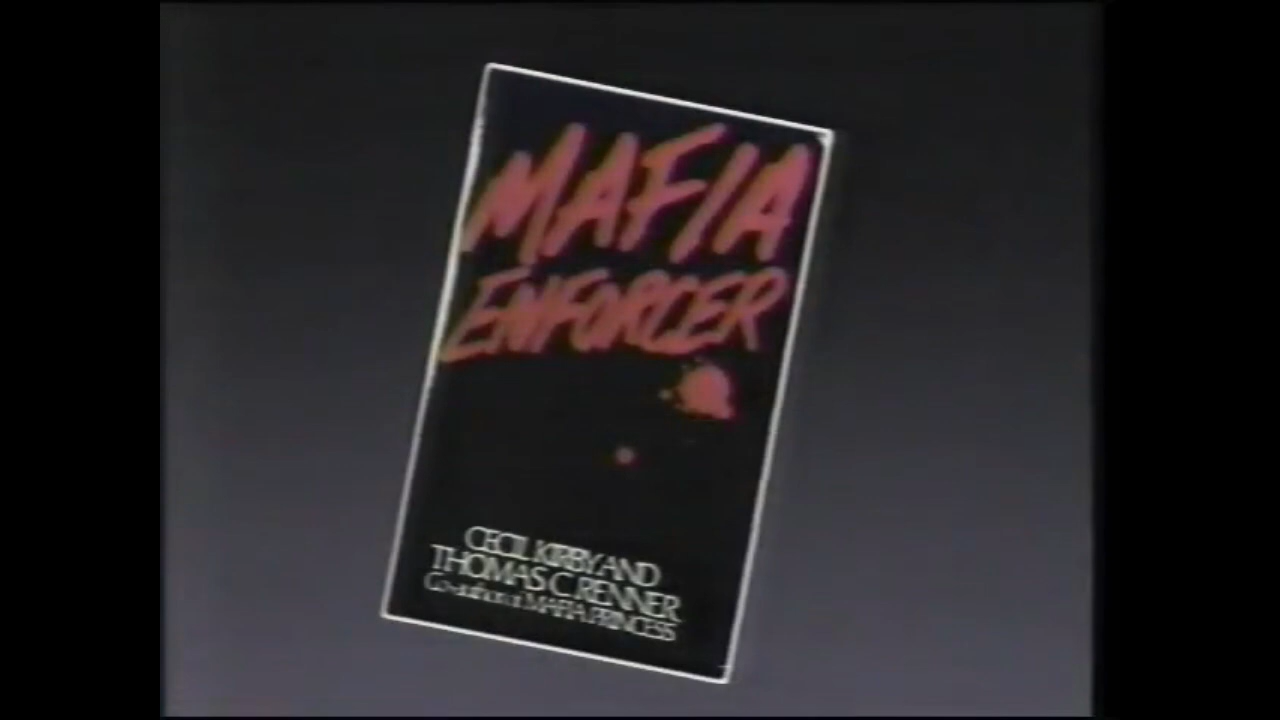 MAFIA
ENFORCER
CECIL KIRBY AND
THOMAS C. RENNER
Co-author of MAFIA PRINCESS